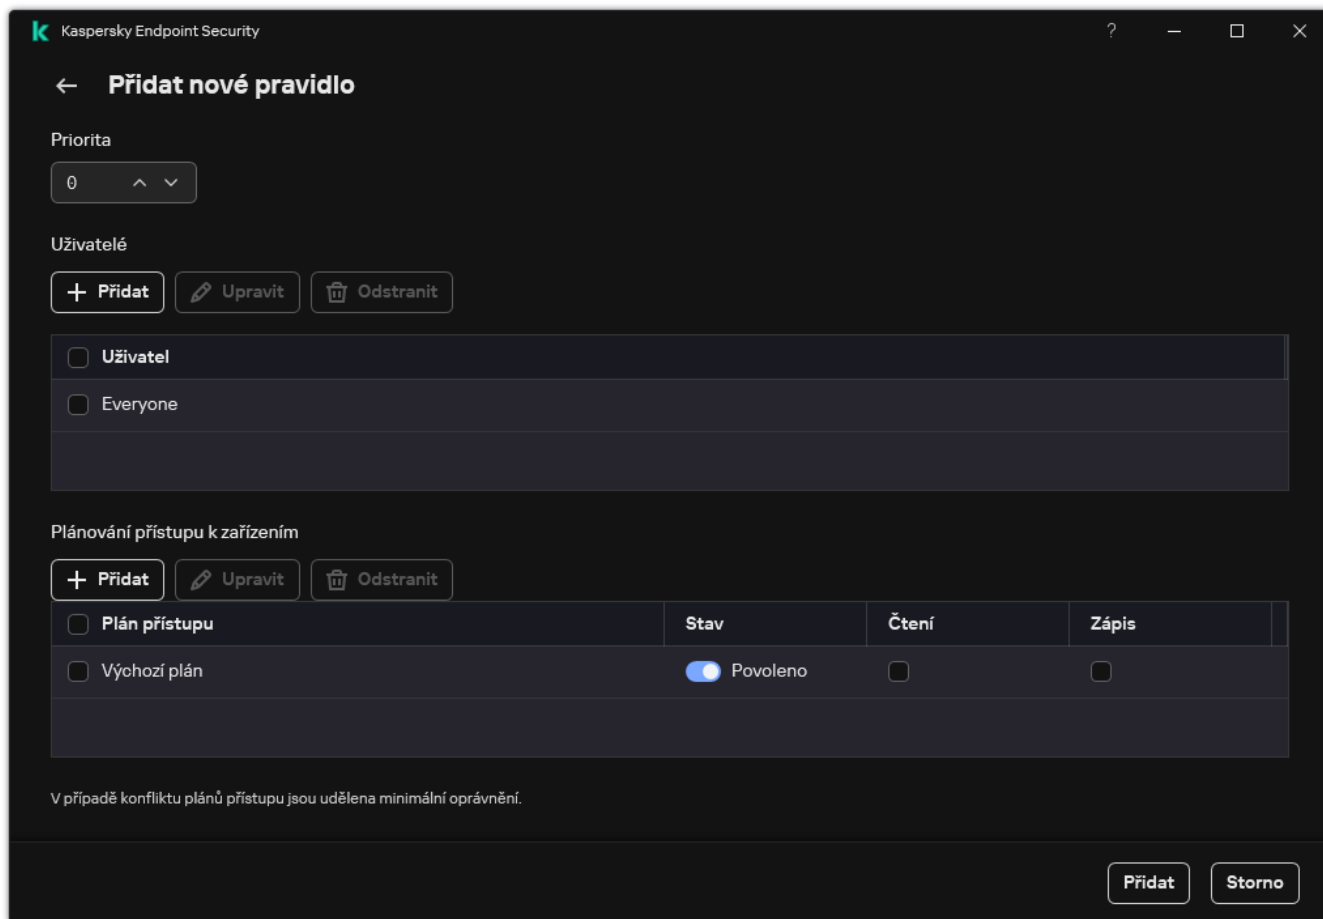 Kaspersky Endpoint Security
Přidat nové pravidlo
Priorita
0
Uživatelé
Přidat Upravit Odstranit
Uživatel
Everyone
Plánování přístupu k zařízením
Přidat Upravit Odstranit
Plán přístupu Stav Čtení Zápis
Výchozí plán Povoleno
V případě konfliktu plánů přístupu jsou udělena minimální oprávnění.
Přidat Storno